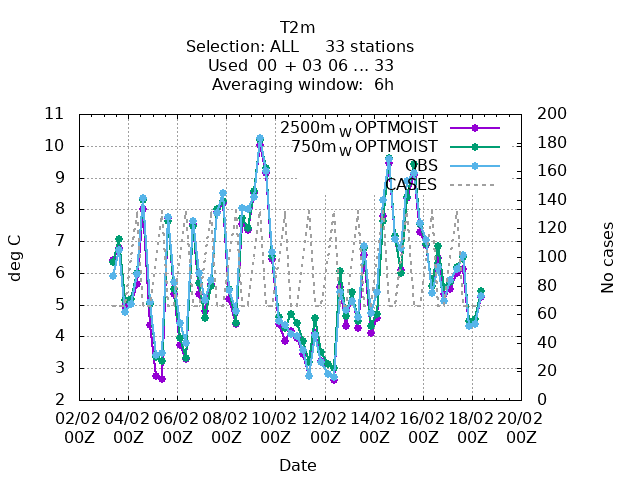 T2m
Selection: ALL 33 stations
Used 00 + 03 06 ... 33
Averaging window: 6h
2500m W OPTMOIST
750m W OPTMOIST
OBS
CASES
deg C
11
10
9
8
7
6
5
4
3
2
No cases
200
180
160
140
120
100
80
60
40
20
0
02/02 04/02 06/02 08/02 10/02 12/02 14/02 16/02 18/02 20/02
00Z 00Z 00Z 00Z 00Z 00Z 00Z 00Z 00Z 00Z
Date